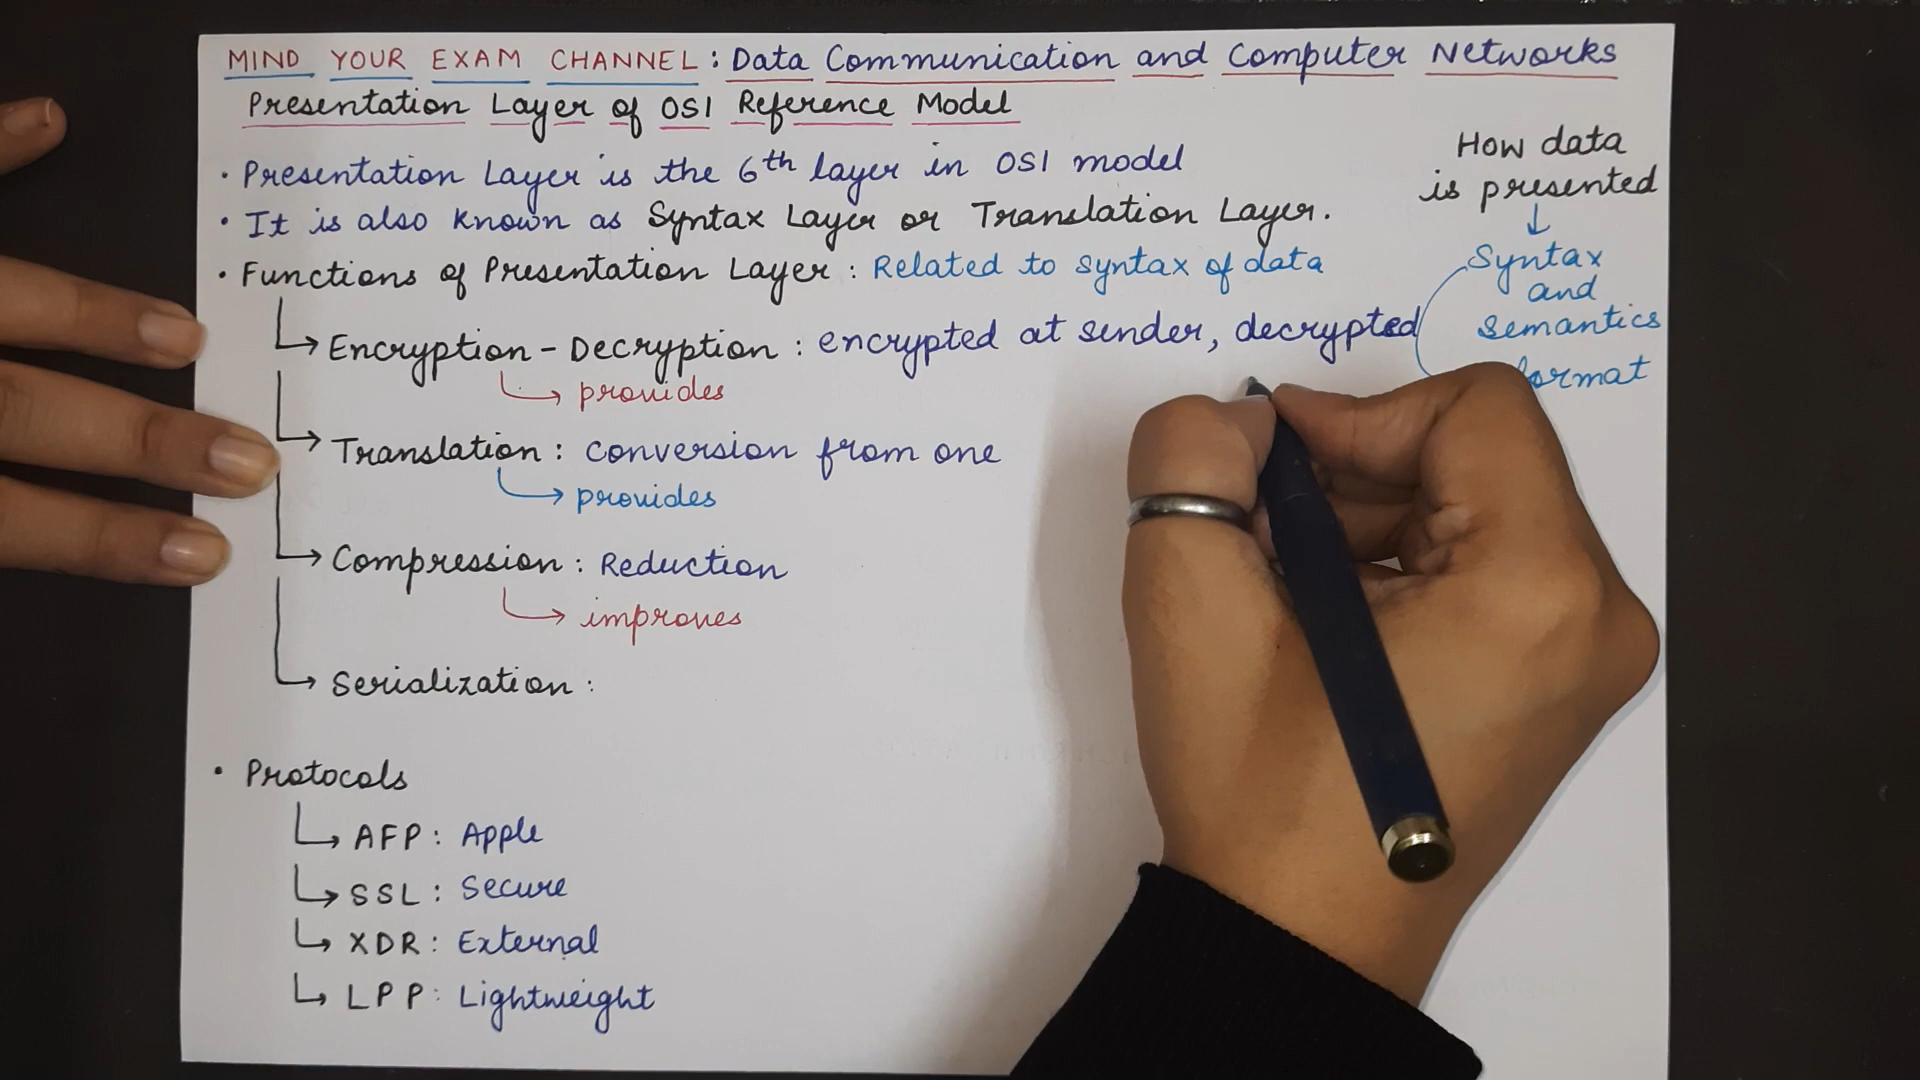 MIND YOUR EXAM CHANNEL : Data Communication and Computer Networks
Presentation Layer of OSI Reference Model
• Presentation Layer is the 6th layer in OSI model
• It is also known as Syntax Layer or Translation Layer.
• Functions of Presentation Layer : Related to syntax of data
How data
is presented
↓
Syntax
and
semantics
format
↳ Encryption - Decryption : encrypted at sender, decrypted
↳ provides
→ Translation : conversion from one
↳ provides
→ Compression : Reduction
↳ improves
↳ Serialization :
• Protocols
↳ AFP : Apple
↳ SSL : Secure
↳ XDR : External
↳ LPP : Lightweight